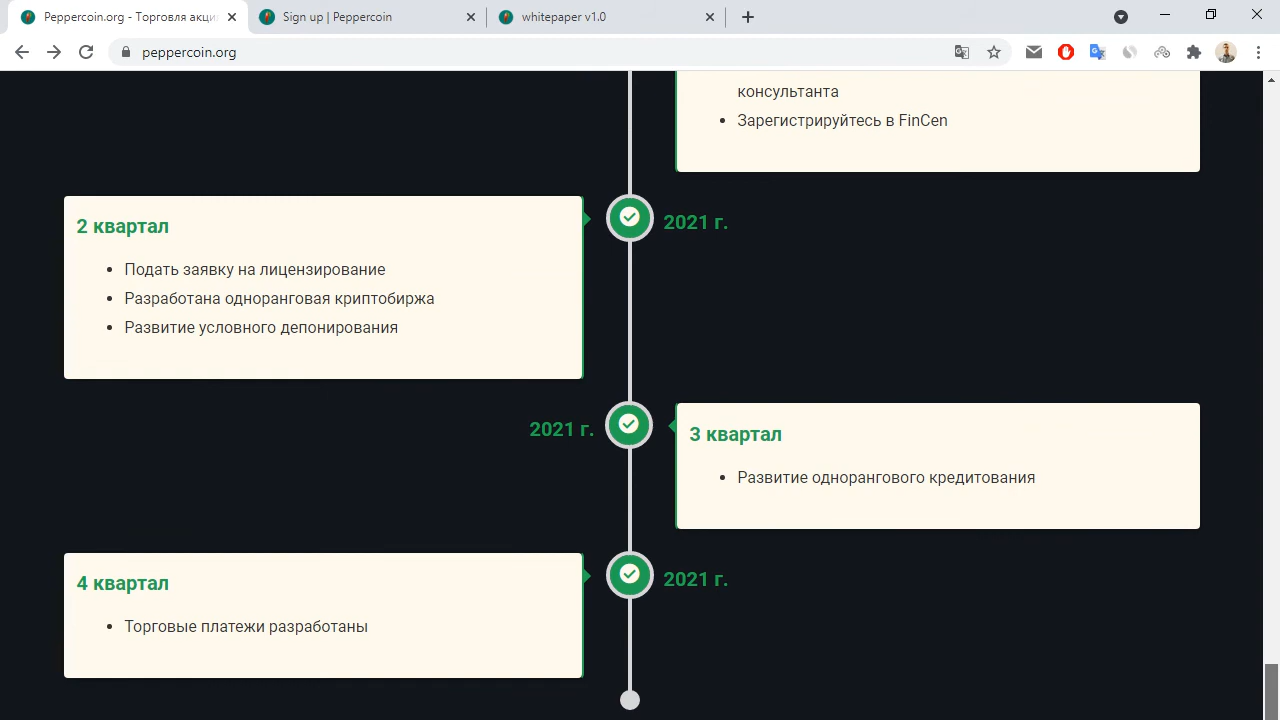 Peppercoin.org - Торговля акци
Sign up | Peppercoin
whitepaper v1.0
peppercoin.org
консультанта
Зарегистрируйтесь в FinCen
2 квартал
2021 г.
Подать заявку на лицензирование
Разработана одноранговая криптобиржа
Развитие условного депонирования
2021 г.
3 квартал
Развитие однорангового кредитования
4 квартал
2021 г.
Торговые платежи разработаны